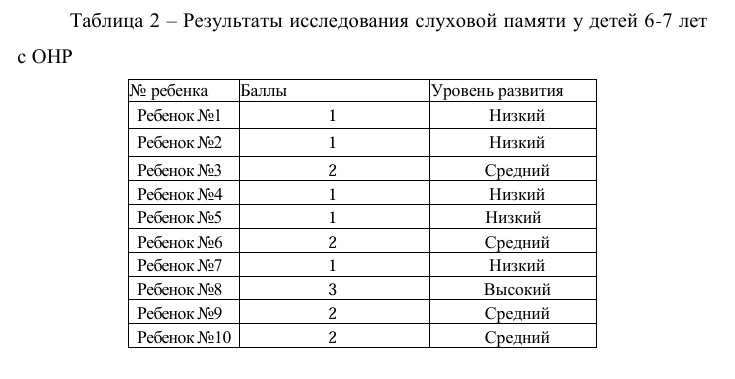 Таблица 2 – Результаты исследования слуховой памяти у детей 6-7 лет
с ОНР
№ ребенка Баллы Уровень развития
Ребенок №1 1 Низкий
Ребенок №2 1 Низкий
Ребенок №3 2 Средний
Ребенок №4 1 Низкий
Ребенок №5 1 Низкий
Ребенок №6 2 Средний
Ребенок №7 1 Низкий
Ребенок №8 3 Высокий
Ребенок №9 2 Средний
Ребенок №10 2 Средний